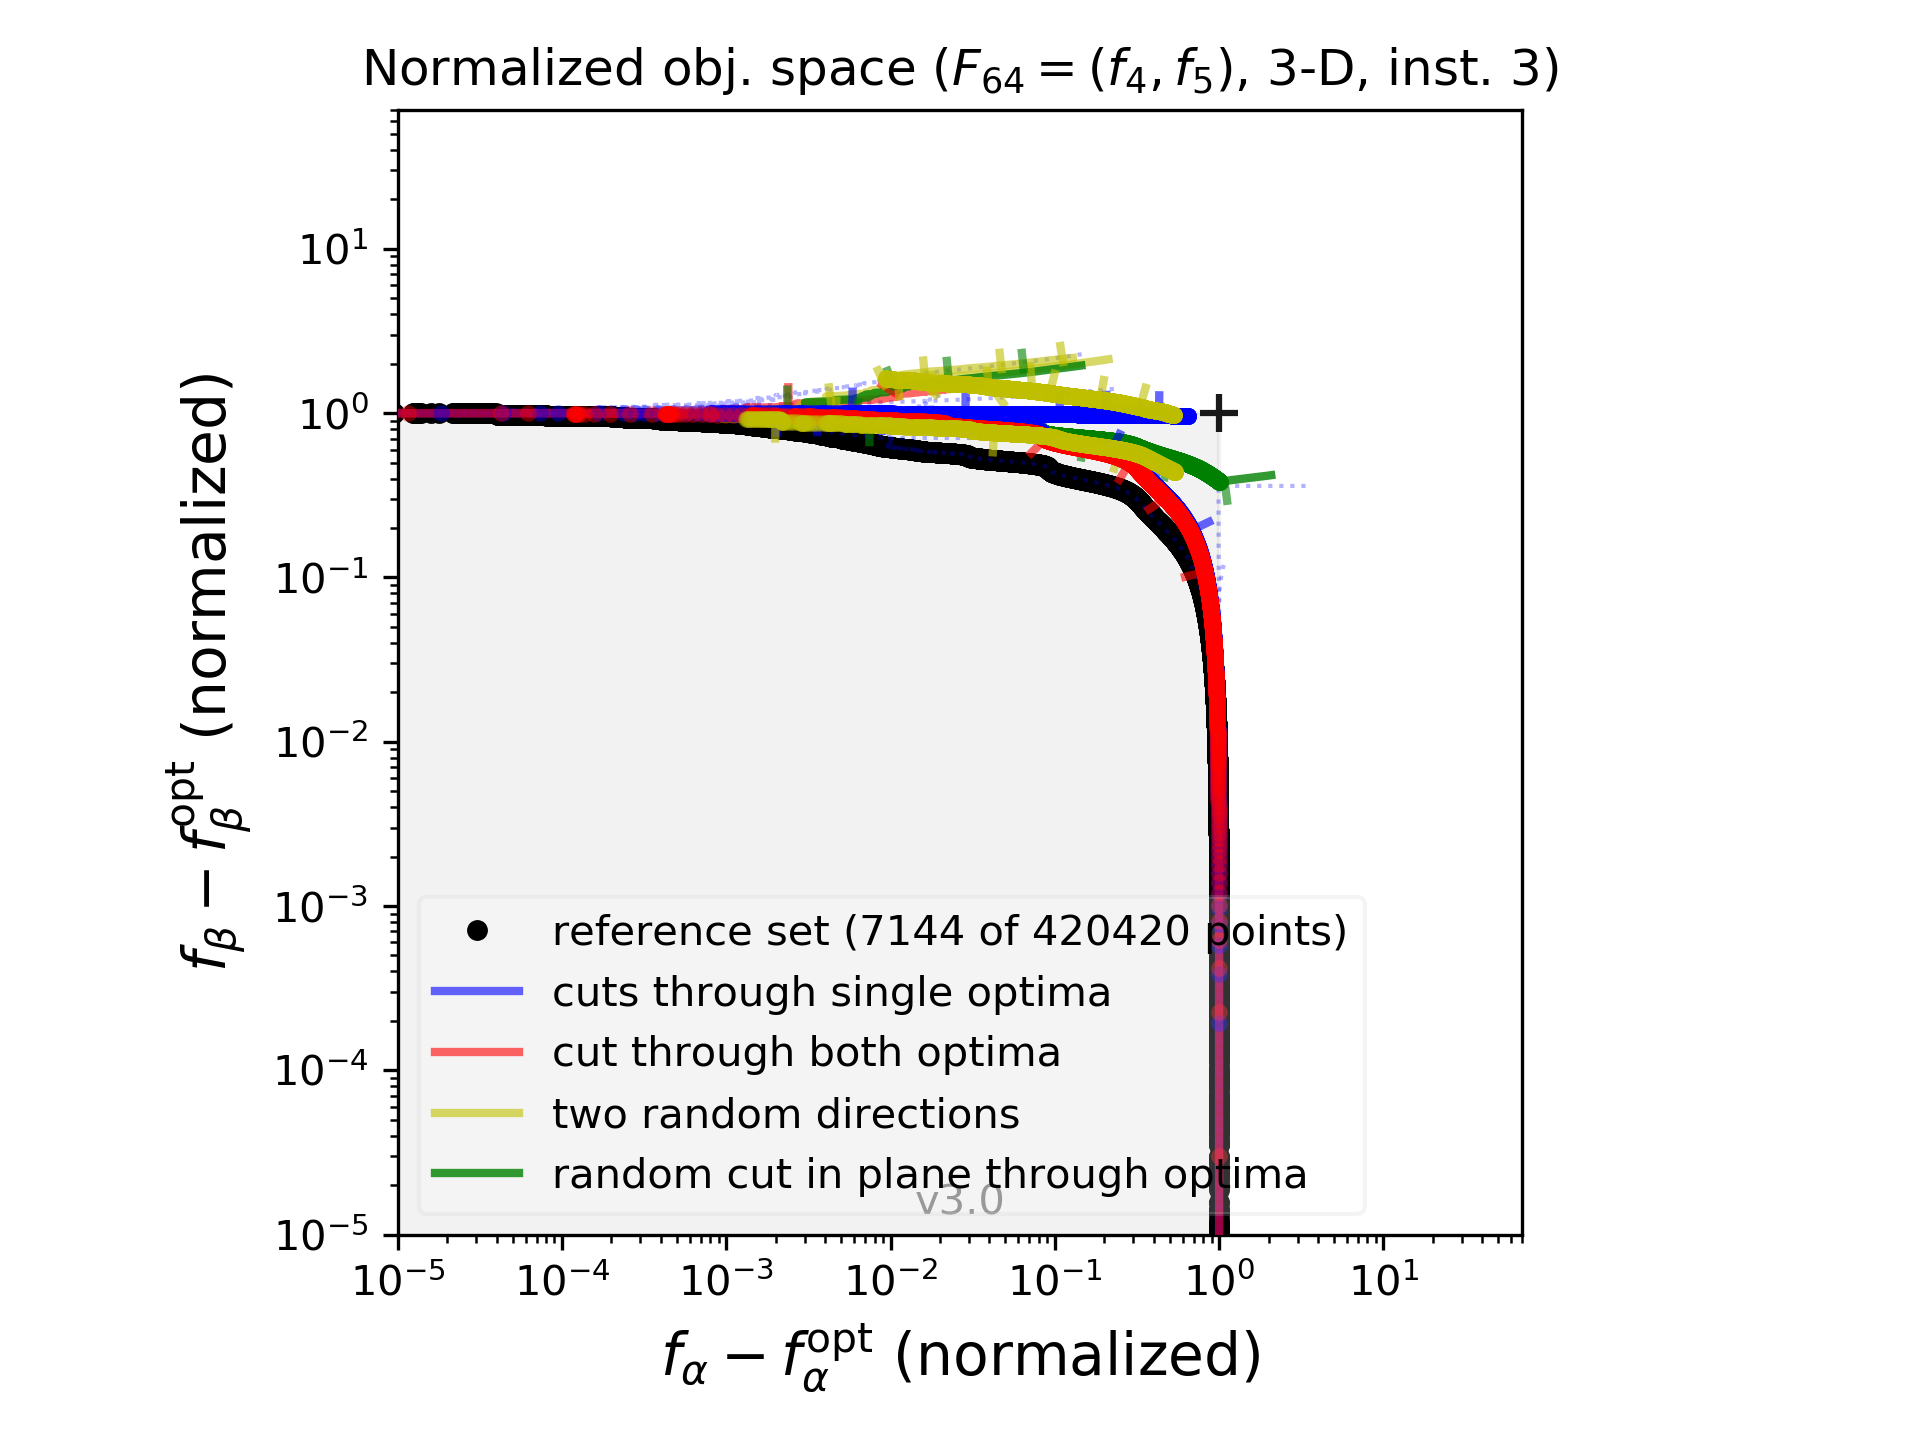 Normalized obj. space (F₆₄ = (f₄, f₅), 3-D, inst. 3)
f_β − f_β^opt (normalized)
10¹
10⁰
10⁻¹
10⁻²
10⁻³
10⁻⁴
10⁻⁵
reference set (7144 of 420420 points)
cuts through single optima
cut through both optima
two random directions
random cut in plane through optima
v3.0
10⁻⁵ 10⁻⁴ 10⁻³ 10⁻² 10⁻¹ 10⁰ 10¹
f_α − f_α^opt (normalized)